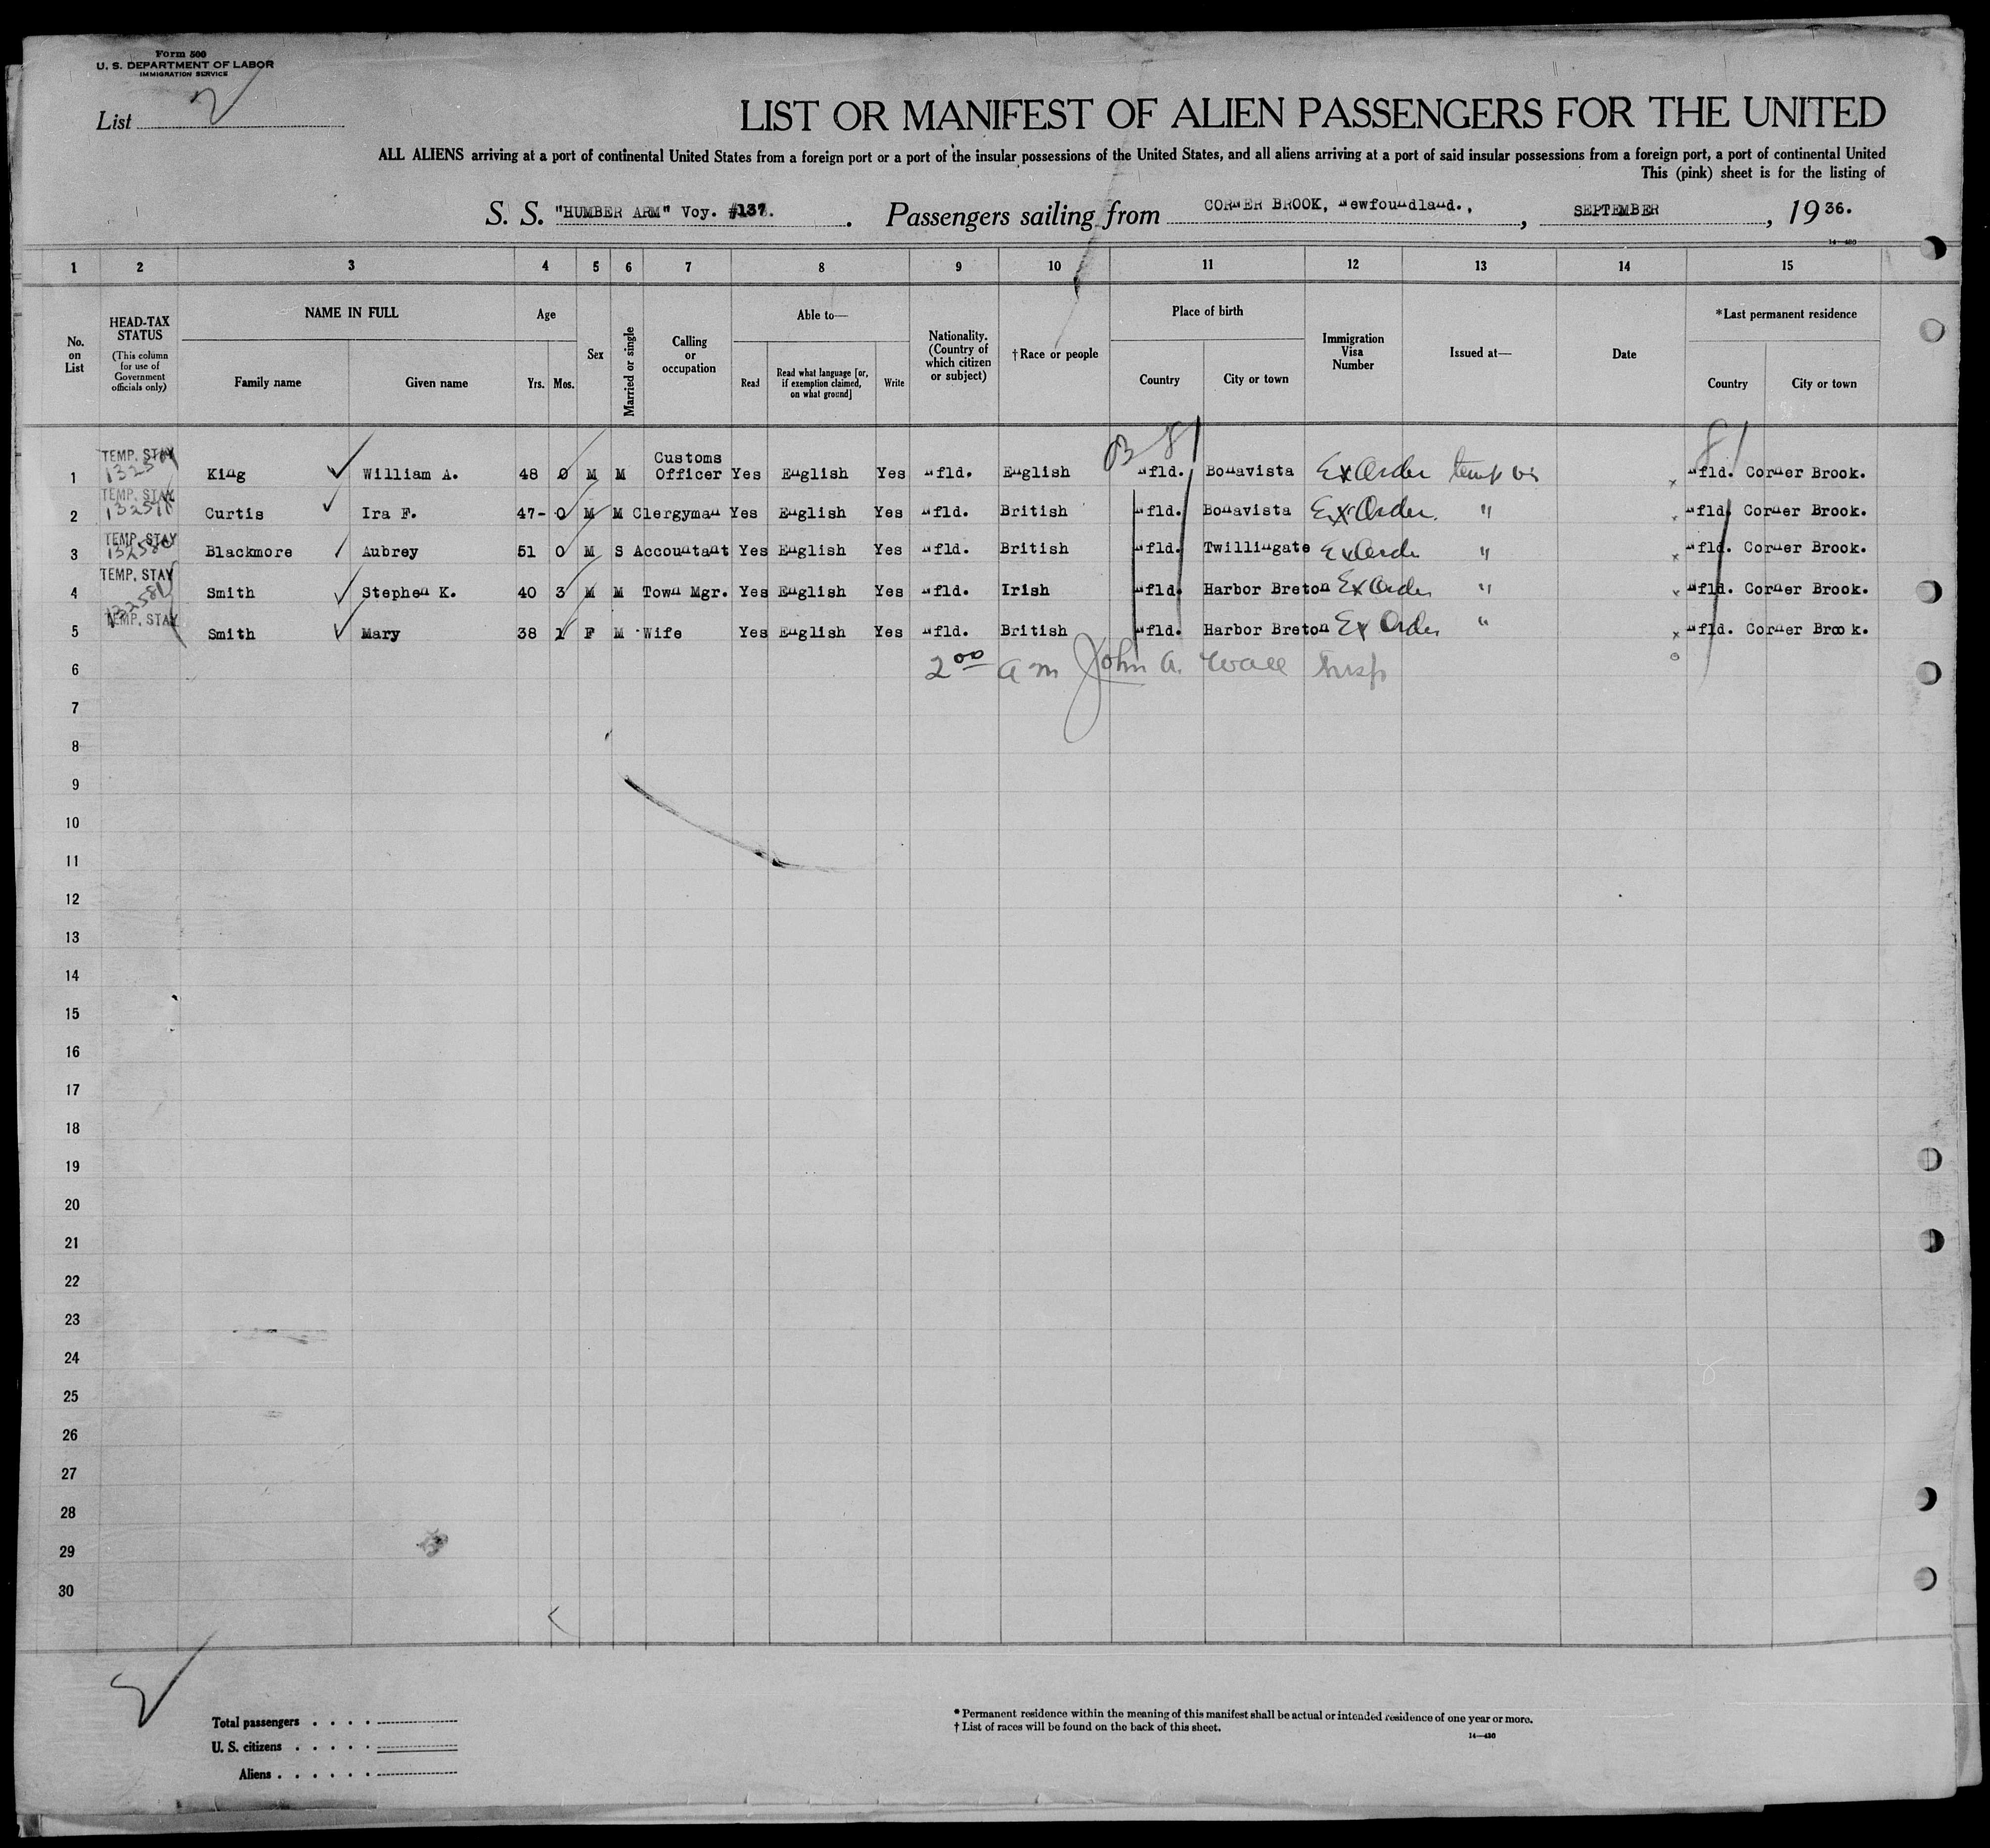 Form 500
U. S. DEPARTMENT OF LABOR
IMMIGRATION SERVICE
List 2
LIST OR MANIFEST OF ALIEN PASSENGERS FOR THE UNITED
ALL ALIENS arriving at a port of continental United States from a foreign port or a port of the insular possessions of the United States, and all aliens arriving at a port of said insular possessions from a foreign port, a port of continental United
This (pink) sheet is for the listing of
S. S. "HUMBER ARM" Voy. #137. Passengers sailing from CORNER BROOK, Newfoundland., , SEPTEMBER , 1936.
14—430
1 2 3 4 5 6 7 8 9 10 11 12 13 14 15
No. on List
HEAD-TAX STATUS (This column for use of Government officials only)
NAME IN FULL
Family name Given name
Age
Yrs. Mos.
Sex
Married or single
Calling or occupation
Able to—
Read Read what language [or, if exemption claimed, on what ground] Write
Nationality. (Country of which citizen or subject)
†Race or people
Place of birth
Country City or town
Immigration Visa Number
Issued at—
Date
*Last permanent residence
Country City or town
B 81 81
1 TEMP. STAY King William A. 48 0 M M Customs Officer Yes English Yes Nfld. English Nfld. Bonavista Ex Order temp vis x Nfld. Corner Brook.
2 TEMP. STAY Curtis Ira F. 47- 0 M M Clergyman Yes English Yes Nfld. British Nfld. Bonavista Ex Order " x Nfld. Corner Brook.
3 TEMP. STAY 132580 Blackmore Aubrey 51 0 M S Accountant Yes English Yes Nfld. British Nfld. Twillingate Ex Order " x Nfld. Corner Brook.
4 TEMP. STAY 132581 Smith Stephen K. 40 3 M M Town Mgr. Yes English Yes Nfld. Irish Nfld. Harbor Breton Ex Order " x Nfld. Corner Brook.
5 TEMP. STAY Smith Mary 38 1 F M Wife Yes English Yes Nfld. British Nfld. Harbor Breton Ex Order " x Nfld. Corner Brook.
6 2 00 a m John A. Wall Insp
7
8
9
10
11
12
13
14
15
16
17
18
19
20
21
22
23
24
25
26
27
28
29
30
2
Total passengers . . . .
U. S. citizens . . . . .
Aliens . . . . . .
* Permanent residence within the meaning of this manifest shall be actual or intended residence of one year or more.
† List of races will be found on the back of this sheet.
14—430